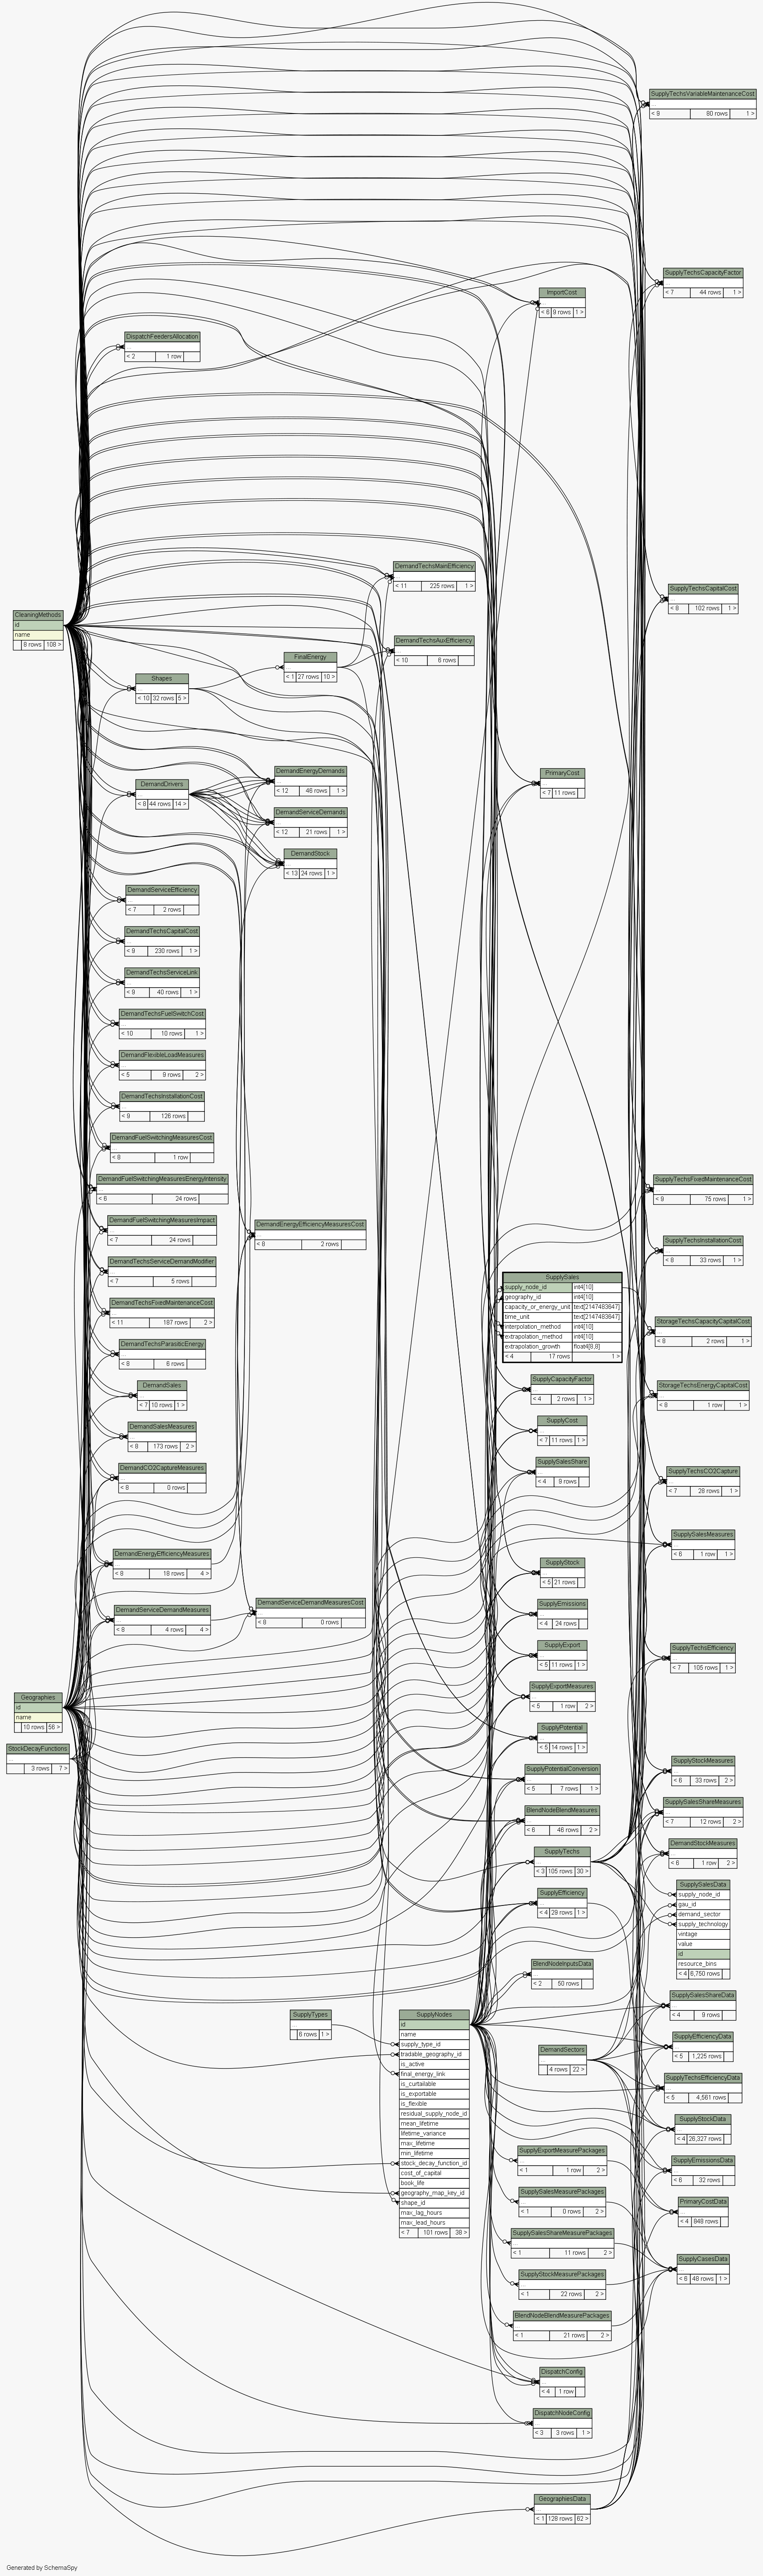 SupplyTechsVariableMaintenanceCost
...
< 9 80 rows 1 >
SupplyTechsCapacityFactor
...
< 7 44 rows 1 >
ImportCost
...
< 6 9 rows 1 >
DispatchFeedersAllocation
...
< 2 1 row
DemandTechsMainEfficiency
...
< 11 225 rows 1 >
SupplyTechsCapitalCost
...
< 8 102 rows 1 >
CleaningMethods
id
name
8 rows 108 >
DemandTechsAuxEfficiency
...
< 10 6 rows
FinalEnergy
...
< 1 27 rows 10 >
Shapes
...
< 10 32 rows 5 >
DemandEnergyDemands
...
< 12 46 rows 1 >
PrimaryCost
...
< 7 11 rows
DemandDrivers
...
< 8 44 rows 14 >
DemandServiceDemands
...
< 12 21 rows 1 >
DemandStock
...
< 13 24 rows 1 >
DemandServiceEfficiency
...
< 7 2 rows
DemandTechsCapitalCost
...
< 9 230 rows 1 >
DemandTechsServiceLink
...
< 9 40 rows 1 >
DemandTechsFuelSwitchCost
...
< 10 10 rows 1 >
DemandFlexibleLoadMeasures
...
< 5 9 rows 2 >
DemandTechsInstallationCost
...
< 9 126 rows
DemandFuelSwitchingMeasuresCost
...
< 8 1 row
DemandFuelSwitchingMeasuresEnergyIntensity
...
< 6 24 rows
SupplyTechsFixedMaintenanceCost
...
< 9 75 rows 1 >
DemandFuelSwitchingMeasuresImpact
...
< 7 24 rows
DemandEnergyEfficiencyMeasuresCost
...
< 8 2 rows
SupplyTechsInstallationCost
...
< 8 33 rows 1 >
DemandTechsServiceDemandModifier
...
< 7 5 rows
SupplySales
supply_node_id int4[10]
geography_id int4[10]
capacity_or_energy_unit text[2147483647]
time_unit text[2147483647]
interpolation_method int4[10]
extrapolation_method int4[10]
extrapolation_growth float4[8,8]
< 4 17 rows 1 >
DemandTechsFixedMaintenanceCost
...
< 11 187 rows 2 >
StorageTechsCapacityCapitalCost
...
< 8 2 rows 1 >
DemandTechsParasiticEnergy
...
< 8 6 rows
SupplyCapacityFactor
...
< 4 2 rows 1 >
StorageTechsEnergyCapitalCost
...
< 8 1 row 1 >
DemandSales
...
< 7 10 rows 1 >
SupplyCost
...
< 7 11 rows 1 >
DemandSalesMeasures
...
< 8 173 rows 2 >
SupplySalesShare
...
< 4 9 rows
DemandCO2CaptureMeasures
...
< 8 0 rows
SupplyTechsCO2Capture
...
< 7 28 rows 1 >
SupplySalesMeasures
...
< 6 1 row 1 >
DemandEnergyEfficiencyMeasures
...
< 8 18 rows 4 >
SupplyStock
...
< 5 21 rows
DemandServiceDemandMeasuresCost
...
< 8 0 rows
DemandServiceDemandMeasures
...
< 8 4 rows 4 >
SupplyEmissions
...
< 4 24 rows
SupplyExport
...
< 5 11 rows 1 >
SupplyTechsEfficiency
...
< 7 105 rows 1 >
SupplyExportMeasures
...
< 5 1 row 2 >
Geographies
id
name
10 rows 56 >
SupplyPotential
...
< 5 14 rows 1 >
StockDecayFunctions
...
3 rows 7 >
SupplyPotentialConversion
...
< 5 7 rows 1 >
SupplyStockMeasures
...
< 6 33 rows 2 >
BlendNodeBlendMeasures
...
< 6 46 rows 2 >
SupplySalesShareMeasures
...
< 7 12 rows 2 >
SupplyTechs
...
< 3 105 rows 30 >
DemandStockMeasures
...
< 6 1 row 2 >
SupplyEfficiency
...
< 4 29 rows 1 >
SupplySalesData
supply_node_id
gau_id
demand_sector
supply_technology
vintage
value
id
resource_bins
< 4 6,750 rows
BlendNodeInputsData
...
< 2 50 rows
SupplySalesShareData
...
< 4 9 rows
SupplyTypes
...
6 rows 1 >
SupplyNodes
id
name
supply_type_id
tradable_geography_id
is_active
final_energy_link
is_curtailable
is_exportable
is_flexible
residual_supply_node_id
mean_lifetime
lifetime_variance
max_lifetime
min_lifetime
stock_decay_function_id
cost_of_capital
book_life
geography_map_key_id
shape_id
max_lag_hours
max_lead_hours
< 7 101 rows 38 >
SupplyEfficiencyData
...
< 5 1,225 rows
DemandSectors
...
4 rows 22 >
SupplyTechsEfficiencyData
...
< 5 4,561 rows
SupplyStockData
...
< 4 26,327 rows
SupplyExportMeasurePackages
...
< 1 1 row 2 >
SupplyEmissionsData
...
< 6 32 rows
SupplySalesMeasurePackages
...
< 1 0 rows 2 >
PrimaryCostData
...
< 4 848 rows
SupplySalesShareMeasurePackages
...
< 1 11 rows 2 >
SupplyCasesData
...
< 6 48 rows 1 >
SupplyStockMeasurePackages
...
< 1 22 rows 2 >
BlendNodeBlendMeasurePackages
...
< 1 21 rows 2 >
DispatchConfig
...
< 4 1 row
DispatchNodeConfig
...
< 3 3 rows 1 >
GeographiesData
...
< 1 128 rows 62 >
Generated by SchemaSpy